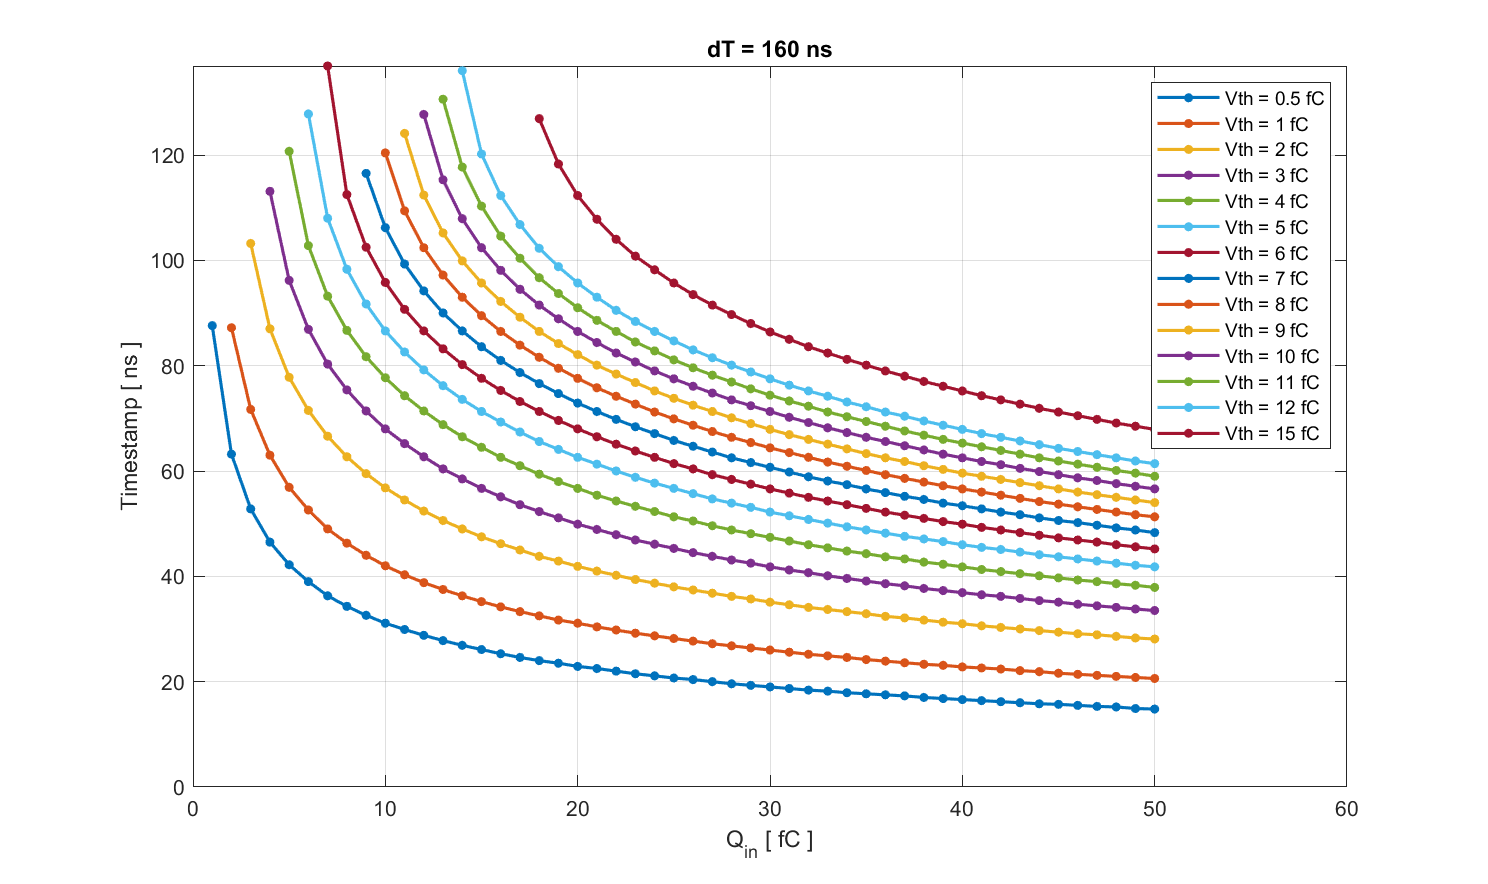 dT = 160 ns
Timestamp [ ns ]
120
100
80
60
40
20
0
0 10 20 30 40 50 60
Q_in [ fC ]
Vth = 0.5 fC
Vth = 1 fC
Vth = 2 fC
Vth = 3 fC
Vth = 4 fC
Vth = 5 fC
Vth = 6 fC
Vth = 7 fC
Vth = 8 fC
Vth = 9 fC
Vth = 10 fC
Vth = 11 fC
Vth = 12 fC
Vth = 15 fC